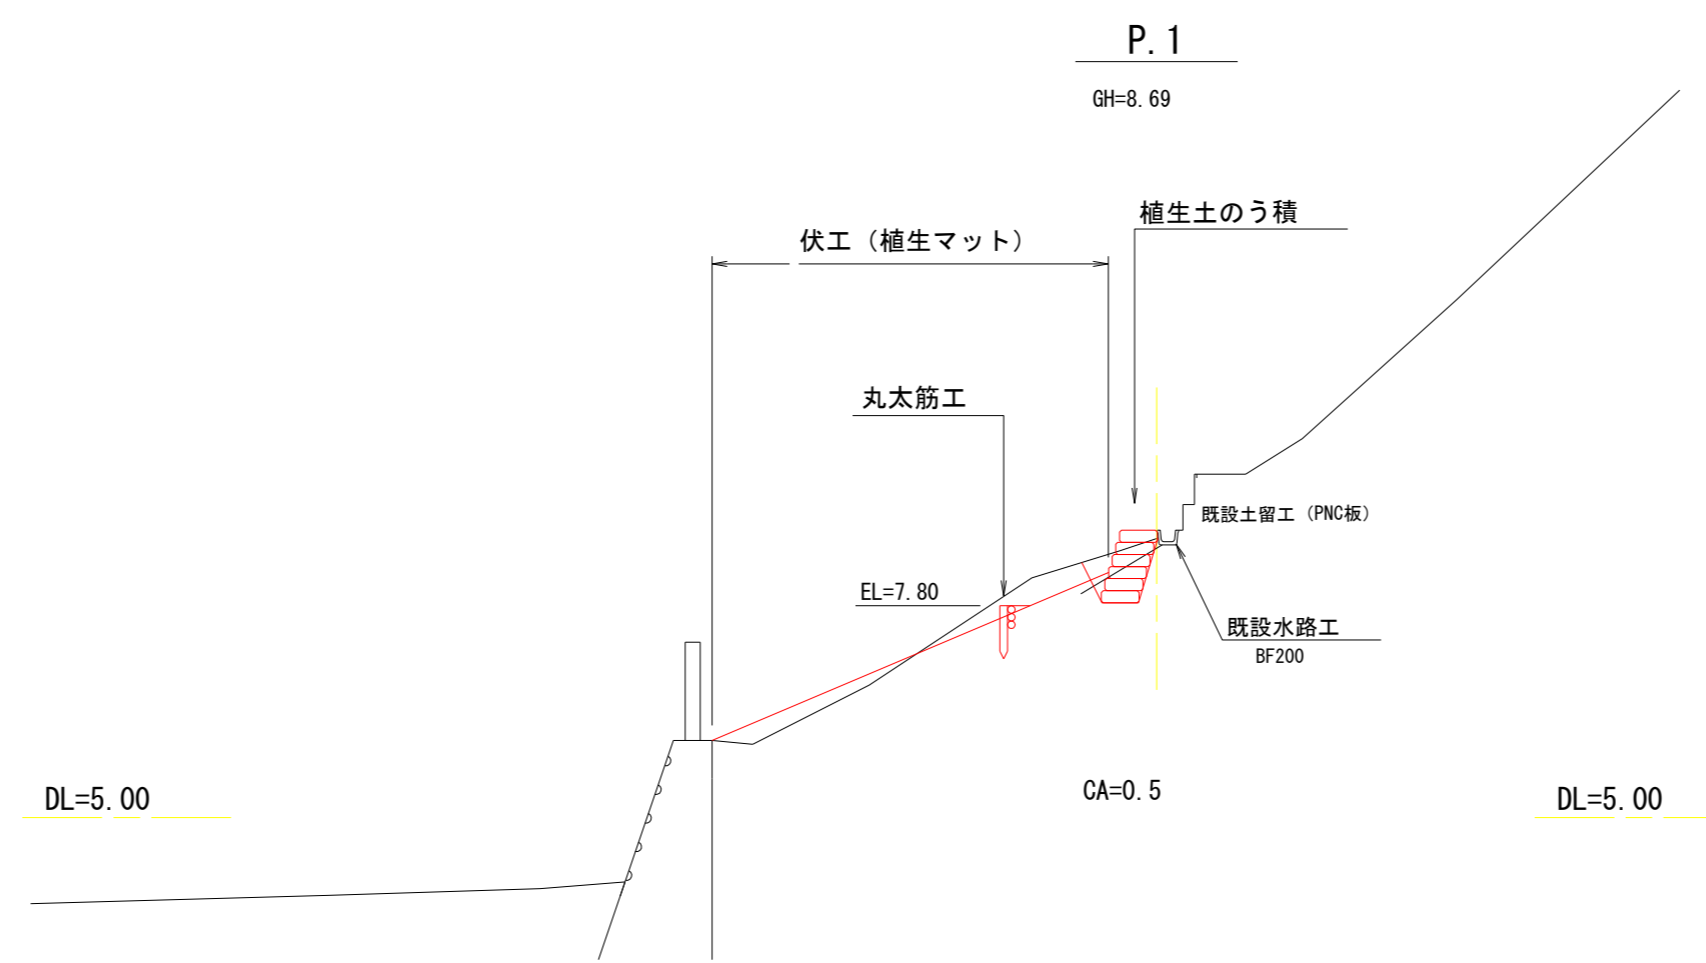 P.1
GH=8.69
植生土のう積
伏工（植生マット）
丸太筋工
既設土留工（PNC板）
EL=7.80
既設水路工
BF200
CA=0.5
DL=5.00
DL=5.00